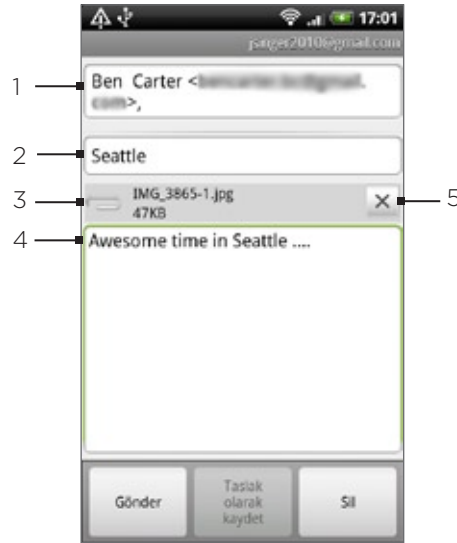 17:01
1
Ben Carter <
>,
2
Seattle
3
IMG_3865-1.jpg
47KB
5
4
Awesome time in Seattle ....
Gönder
Taslak
olarak
kaydet
Sil